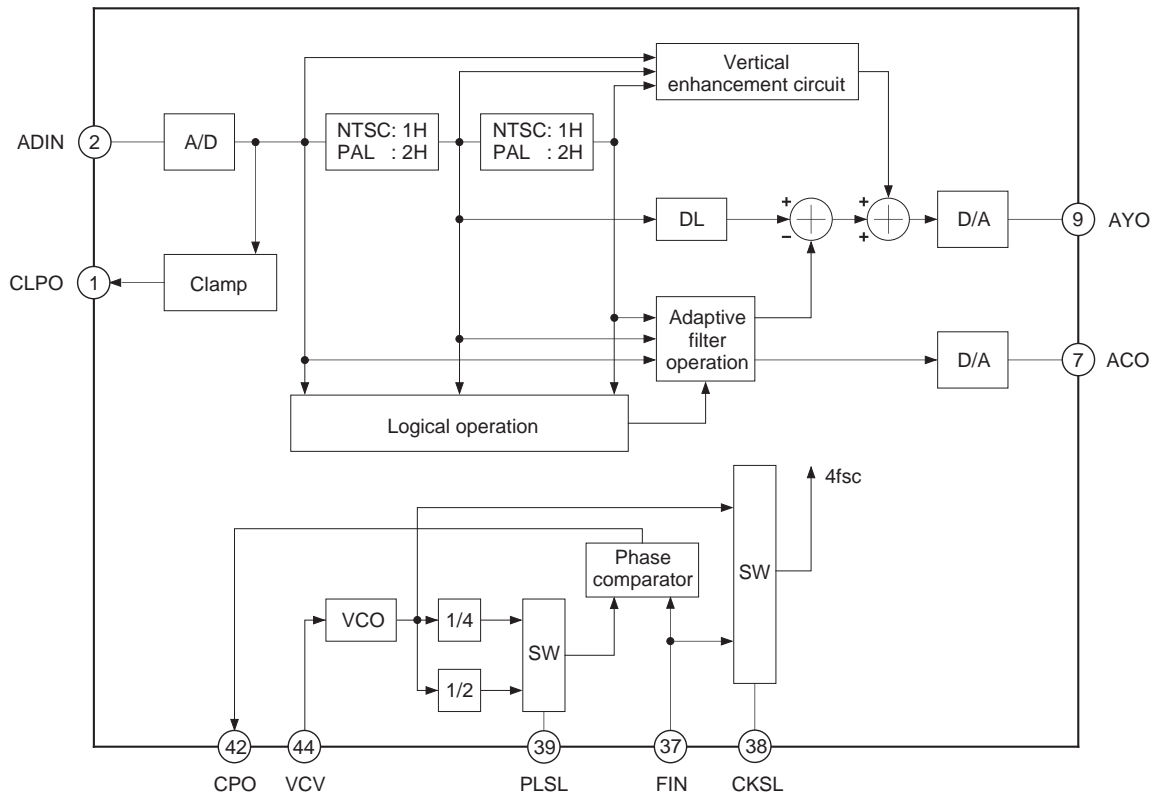 Vertical
enhancement circuit
ADIN
2
A/D
NTSC: 1H
PAL : 2H
NTSC: 1H
PAL : 2H
DL
+
−
+
+
D/A
9
AYO
CLPO
1
Clamp
Adaptive
filter
operation
D/A
7
ACO
Logical operation
4fsc
SW
Phase
comparator
VCO
1/4
1/2
SW
42
44
39
37
38
CPO
VCV
PLSL
FIN
CKSL